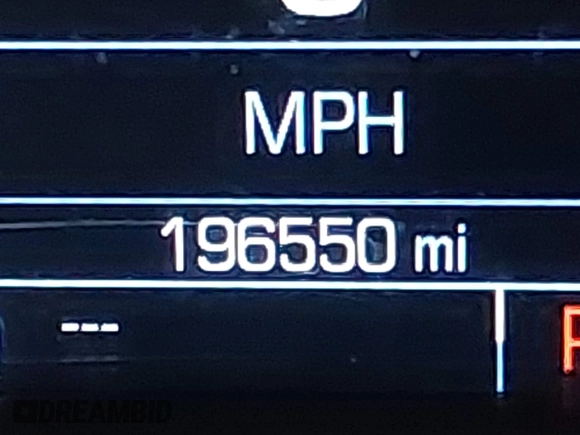 MPH
196550 mi
---
DREAMBID